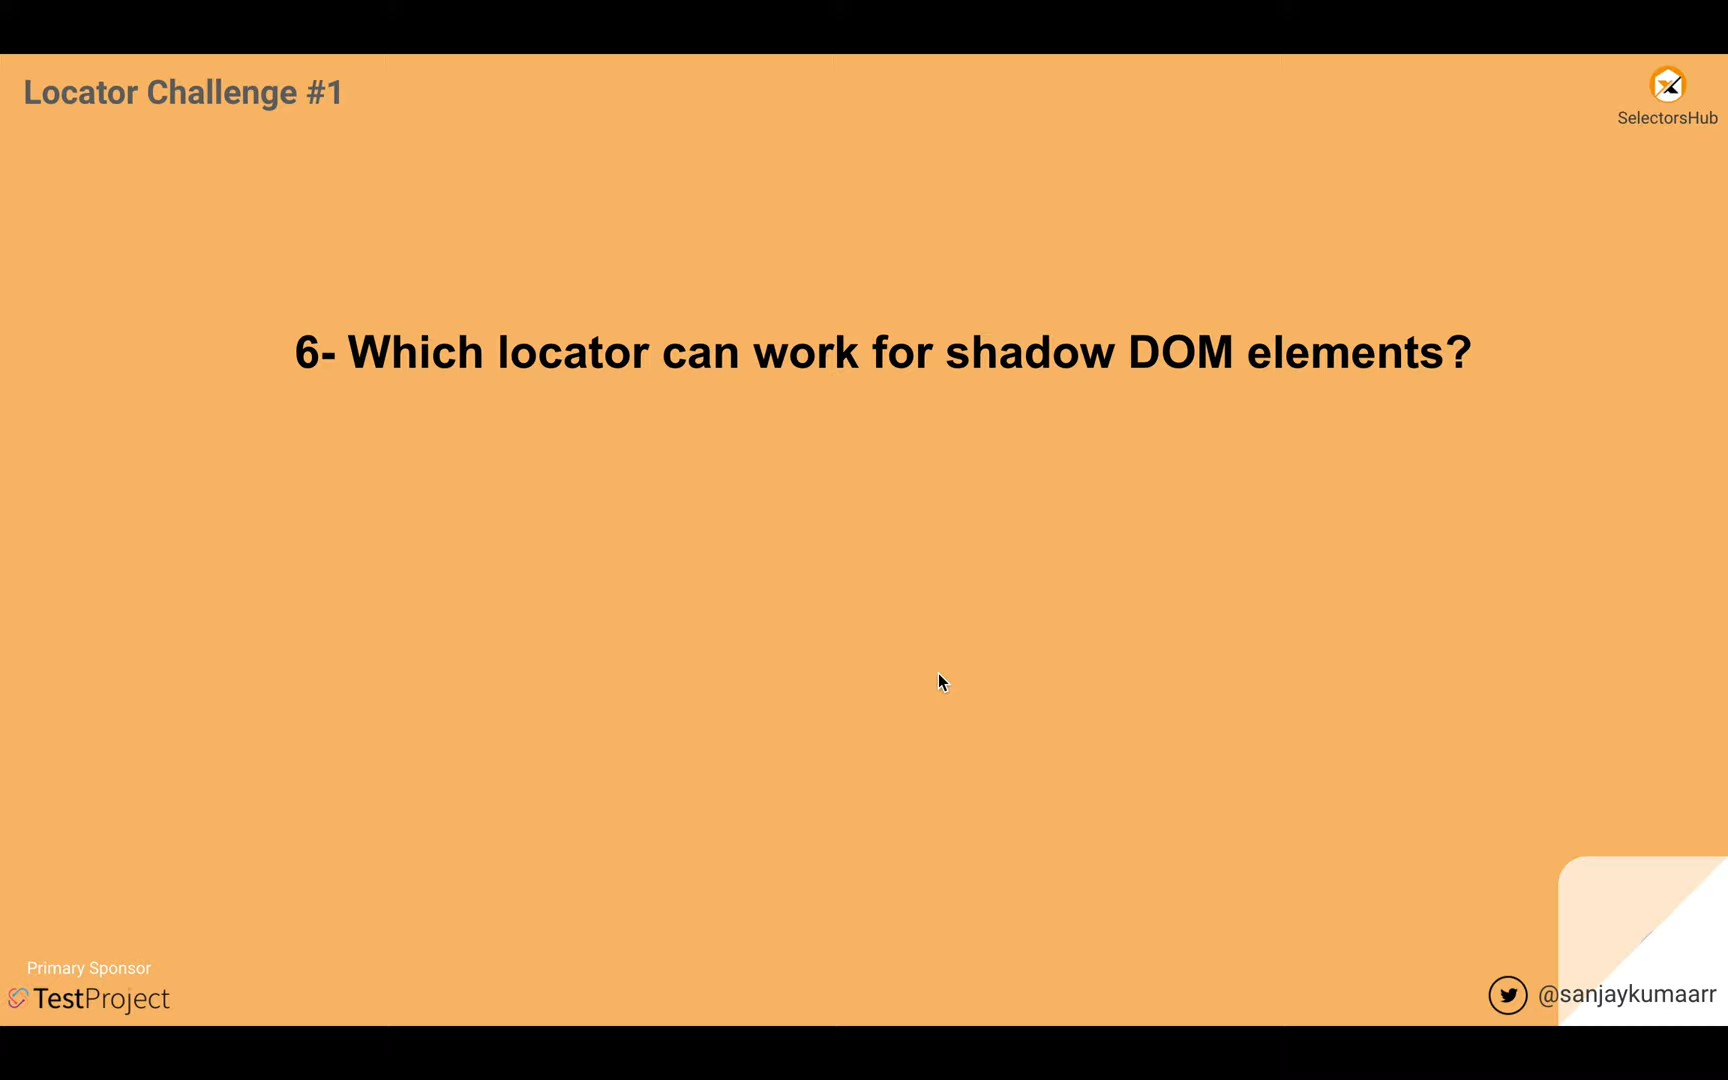 Locator Challenge #1
SelectorsHub
6- Which locator can work for shadow DOM elements?
Primary Sponsor
TestProject
@sanjaykumaarr